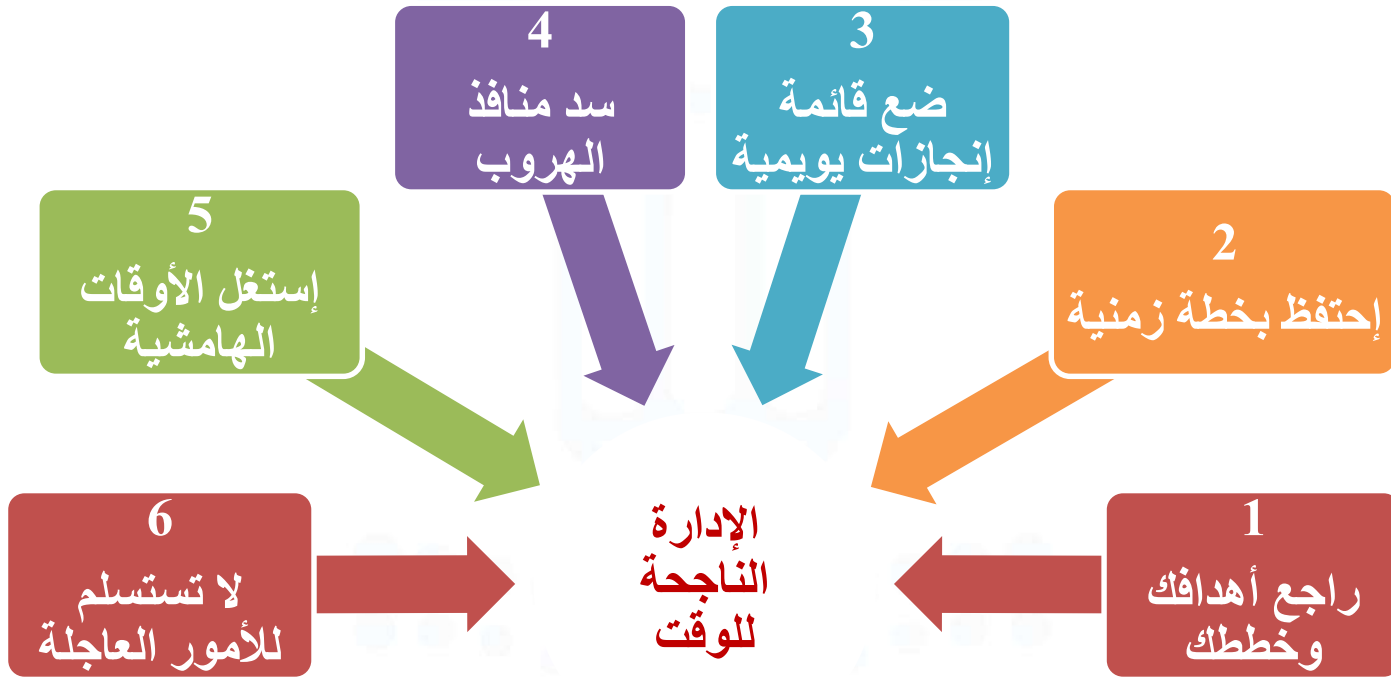 1
راجع أهدافك
وخططك
2
إحتفظ بخطة زمنية
3
ضع قائمة
إنجازات يويمية
4
سد منافذ
الهروب
5
إستغل الأوقات
الهامشية
6
لا تستسلم
للأمور العاجلة
الإدارة
الناجحة
للوقت